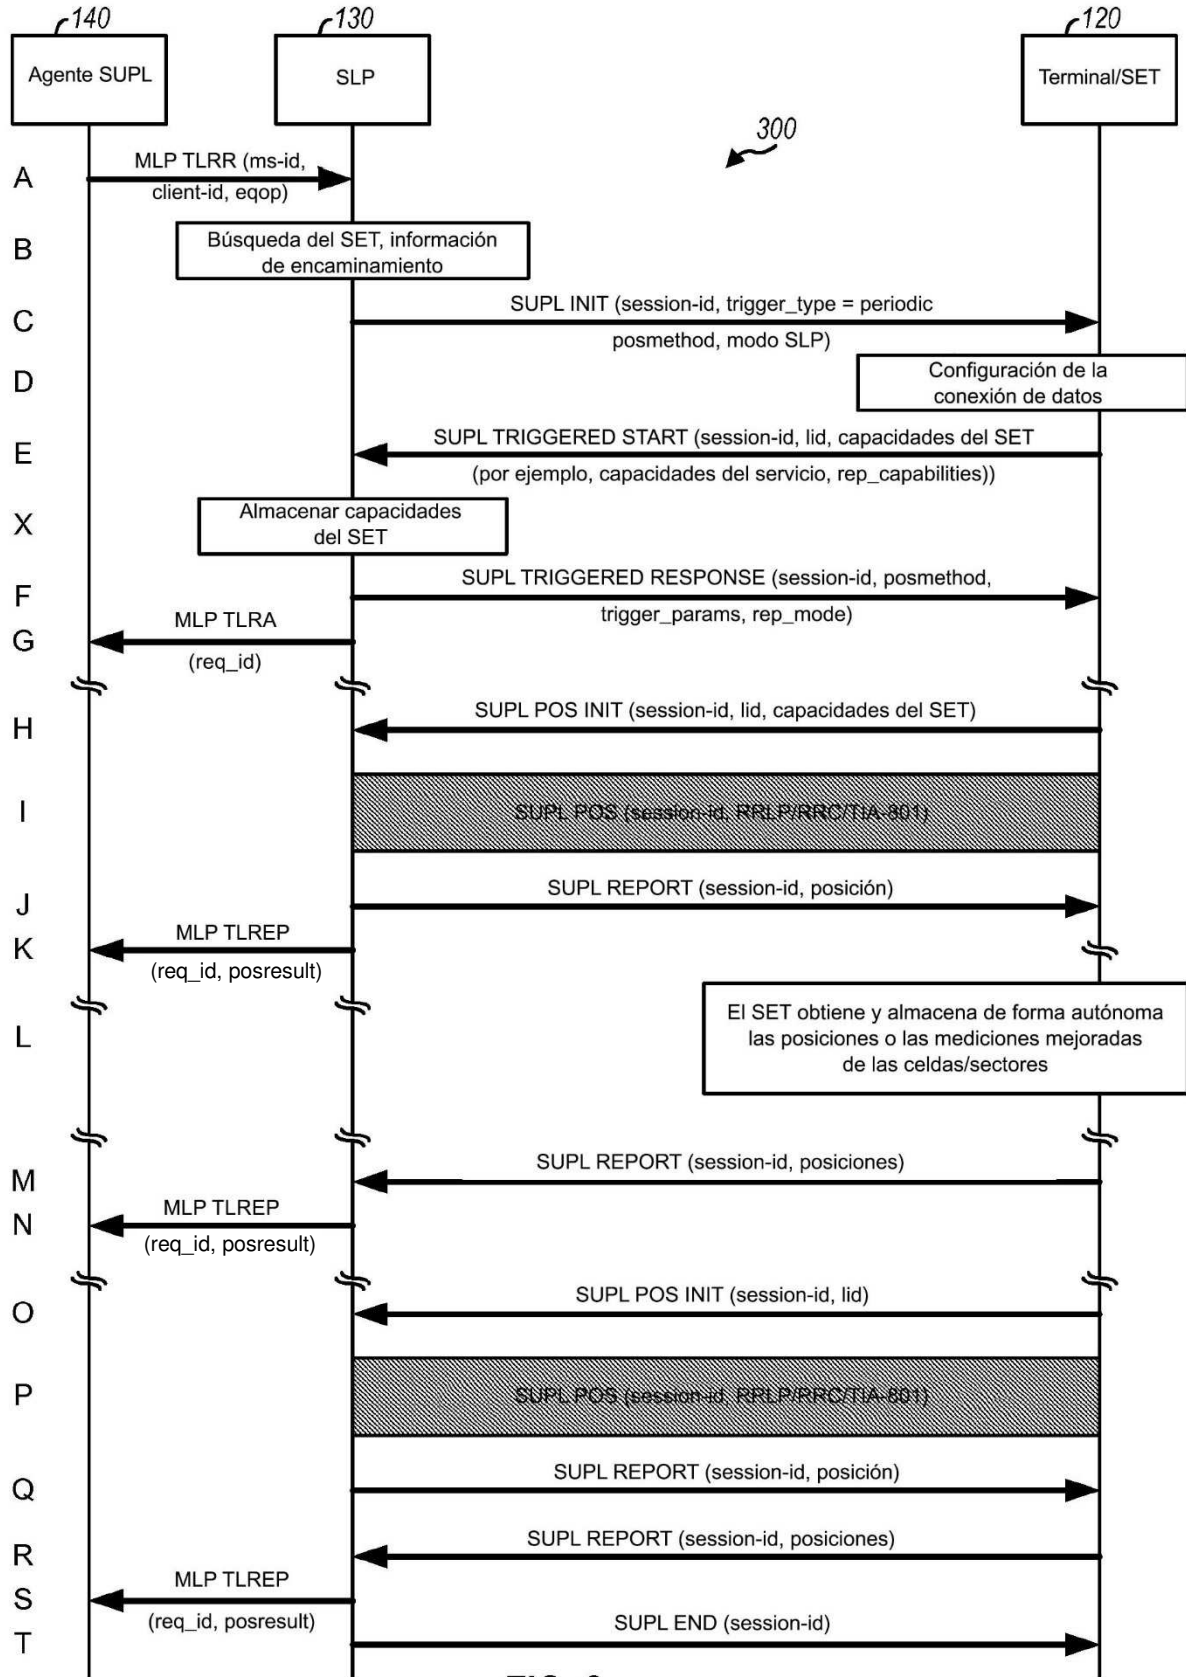 140
130
120
Agente SUPL
SLP
Terminal/SET
300
A
MLP TLRR (ms-id,
client-id, eqop)
B
Búsqueda del SET, información
de encaminamiento
C
SUPL INIT (session-id, trigger_type = periodic
posmethod, modo SLP)
D
Configuración de la
conexión de datos
E
SUPL TRIGGERED START (session-id, lid, capacidades del SET
(por ejemplo, capacidades del servicio, rep_capabilities))
X
Almacenar capacidades
del SET
F
SUPL TRIGGERED RESPONSE (session-id, posmethod,
trigger_params, rep_mode)
G
MLP TLRA
(req_id)
H
SUPL POS INIT (session-id, lid, capacidades del SET)
I
SUPL POS (session-id, RRLP/RRC/TIA-801)
J
SUPL REPORT (session-id, posición)
K
MLP TLREP
(req_id, posresult)
L
El SET obtiene y almacena de forma autónoma
las posiciones o las mediciones mejoradas
de las celdas/sectores
M
SUPL REPORT (session-id, posiciones)
N
MLP TLREP
(req_id, posresult)
O
SUPL POS INIT (session-id, lid)
P
SUPL POS (session-id, RRLP/RRC/TIA-801)
Q
SUPL REPORT (session-id, posición)
R
SUPL REPORT (session-id, posiciones)
S
MLP TLREP
(req_id, posresult)
T
SUPL END (session-id)